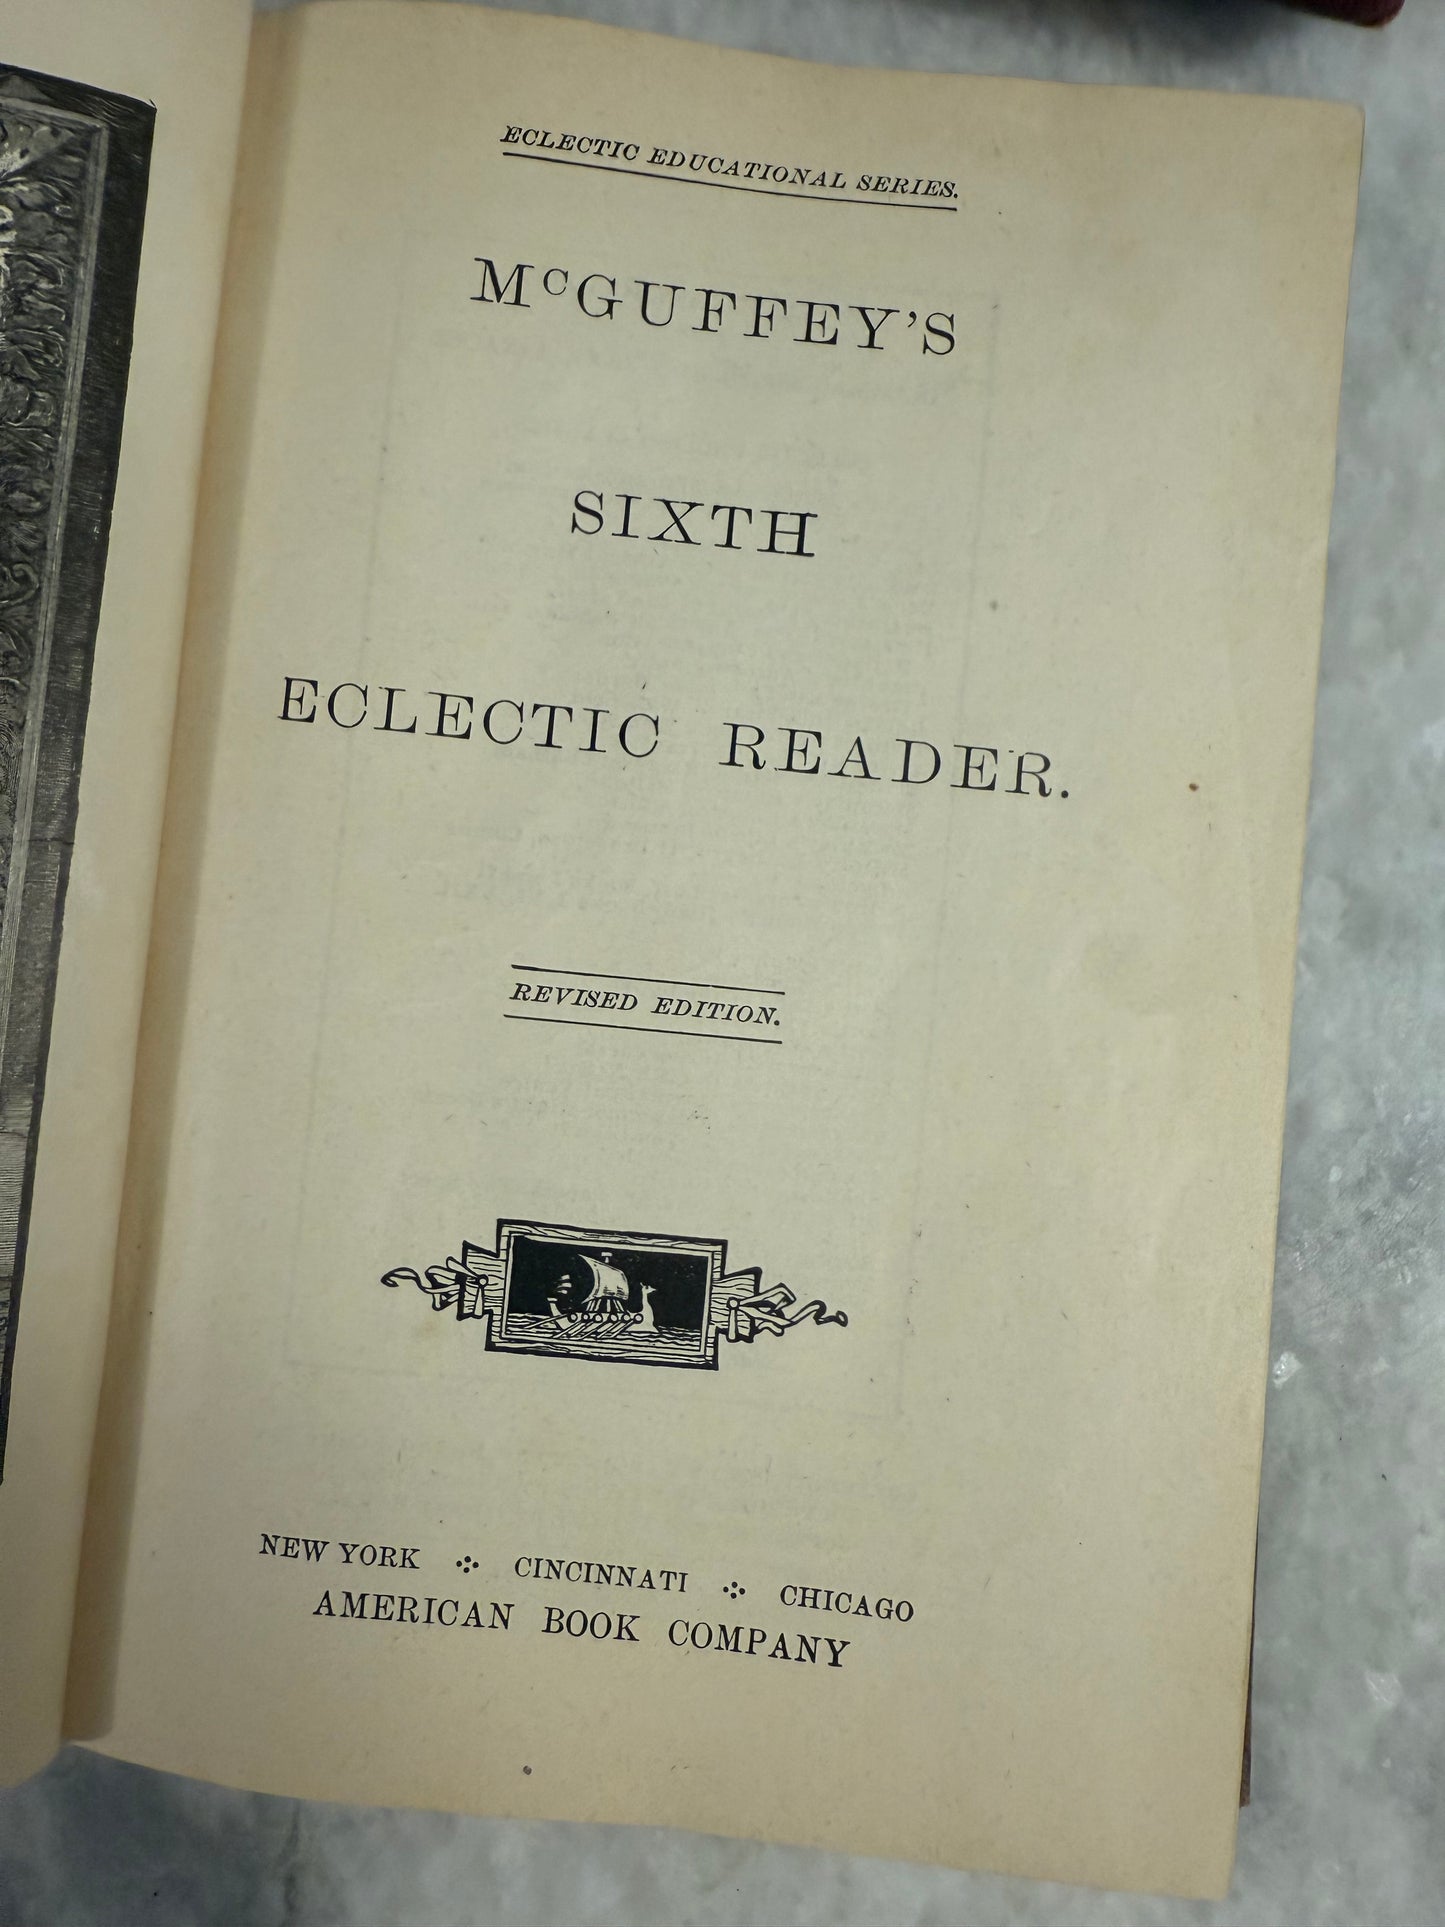 ECLECTIC EDUCATIONAL SERIES.
McGUFFEY'S
SIXTH
ECLECTIC READER.
REVISED EDITION.
NEW YORK ⁘ CINCINNATI ⁘ CHICAGO
AMERICAN BOOK COMPANY